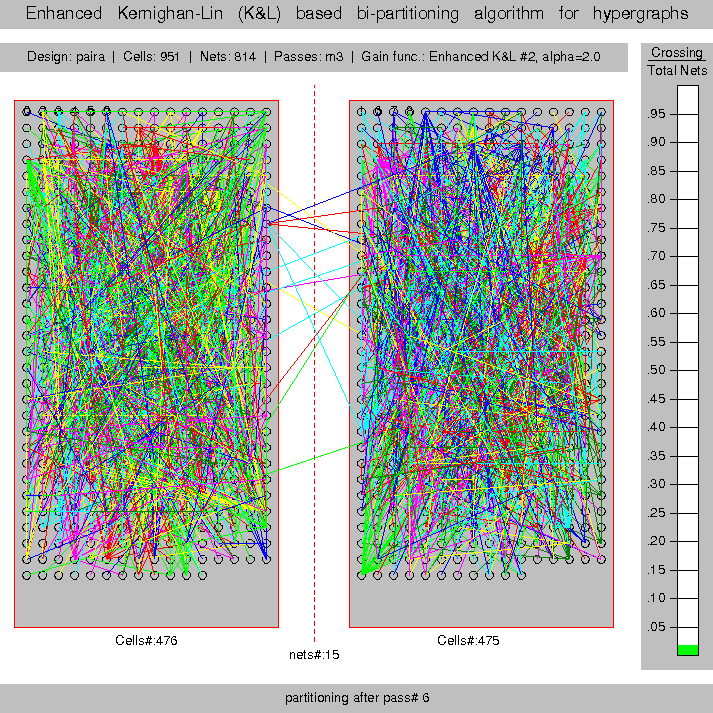 Enhanced Kernighan-Lin (K&L) based bi-partitioning algorithm for hypergraphs
Design: paira | Cells: 951 | Nets: 814 | Passes: m3 | Gain func.: Enhanced K&L #2, alpha=2.0
Crossing
Total Nets
.95
.90
.85
.80
.75
.70
.65
.60
.55
.50
.45
.40
.35
.30
.25
.20
.15
.10
.05
Cells#:476
Cells#:475
nets#:15
partitioning after pass# 6